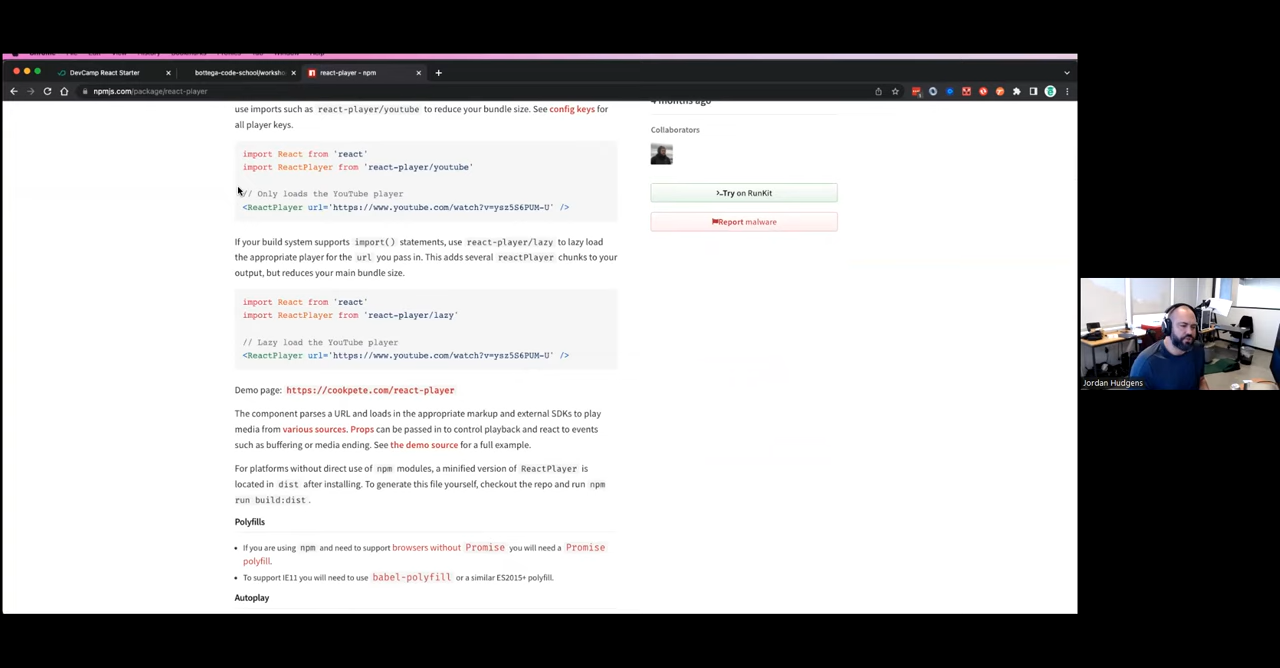 DevCamp React Starter
bottega-code-school/worksho
react-player - npm
npmjs.com/package/react-player
use imports such as react-player/youtube to reduce your bundle size. See config keys for
all player keys.
import React from 'react'
import ReactPlayer from 'react-player/youtube'
// Only loads the YouTube player
<ReactPlayer url='https://www.youtube.com/watch?v=ysz5S6PUM-U' />
If your build system supports import() statements, use react-player/lazy to lazy load
the appropriate player for the url you pass in. This adds several reactPlayer chunks to your
output, but reduces your main bundle size.
import React from 'react'
import ReactPlayer from 'react-player/lazy'
// Lazy load the YouTube player
<ReactPlayer url='https://www.youtube.com/watch?v=ysz5S6PUM-U' />
Demo page: https://cookpete.com/react-player
The component parses a URL and loads in the appropriate markup and external SDKs to play
media from various sources. Props can be passed in to control playback and react to events
such as buffering or media ending. See the demo source for a full example.
For platforms without direct use of npm modules, a minified version of ReactPlayer is
located in dist after installing. To generate this file yourself, checkout the repo and run npm
run build:dist.
Polyfills
• If you are using npm and need to support browsers without Promise you will need a Promise
polyfill.
• To support IE11 you will need to use babel-polyfill or a similar ES2015+ polyfill.
Autoplay
4 months ago
Collaborators
Try on RunKit
Report malware
Jordan Hudgens